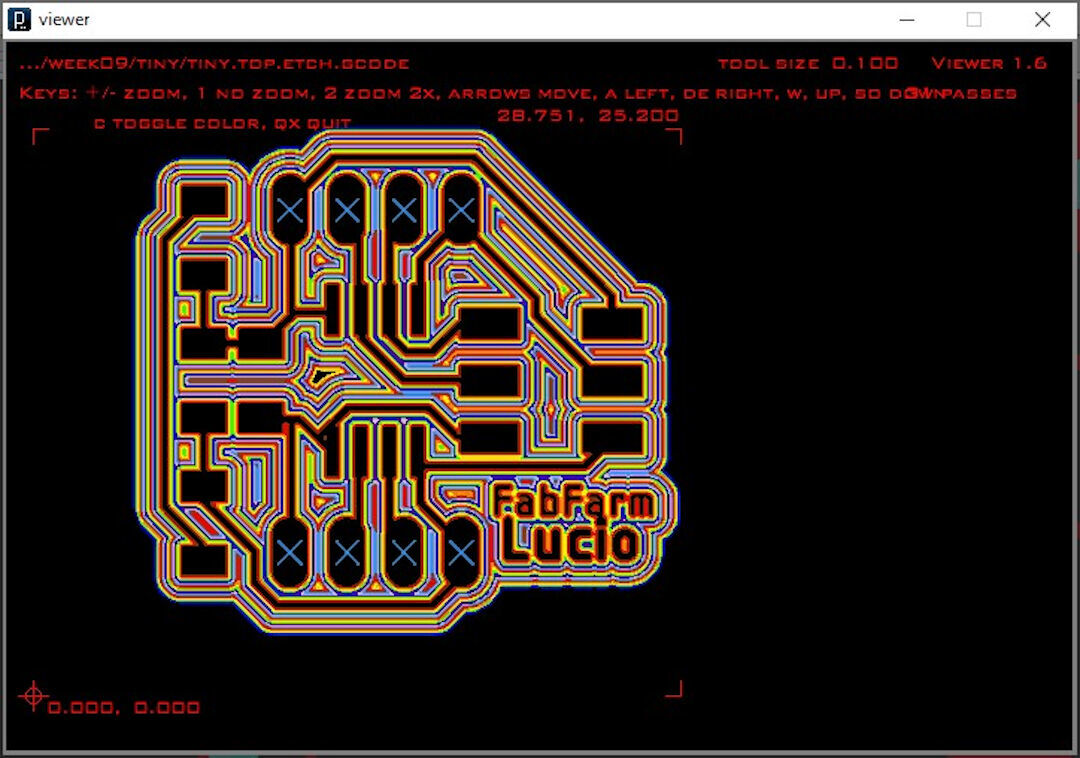 viewer
.../WEEK09/TINY/TINY.TOP.ETCH.GCODE TOOL SIZE 0.100 VIEWER 1.6
KEYS: +/- ZOOM, 1 NO ZOOM, 2 ZOOM 2X, ARROWS MOVE, A LEFT, DE RIGHT, W, UP, SO DOWN PASSES
C TOGGLE COLOR, QX QUIT 28.751, 25.200
FabFarm
Lucio
0.000, 0.000